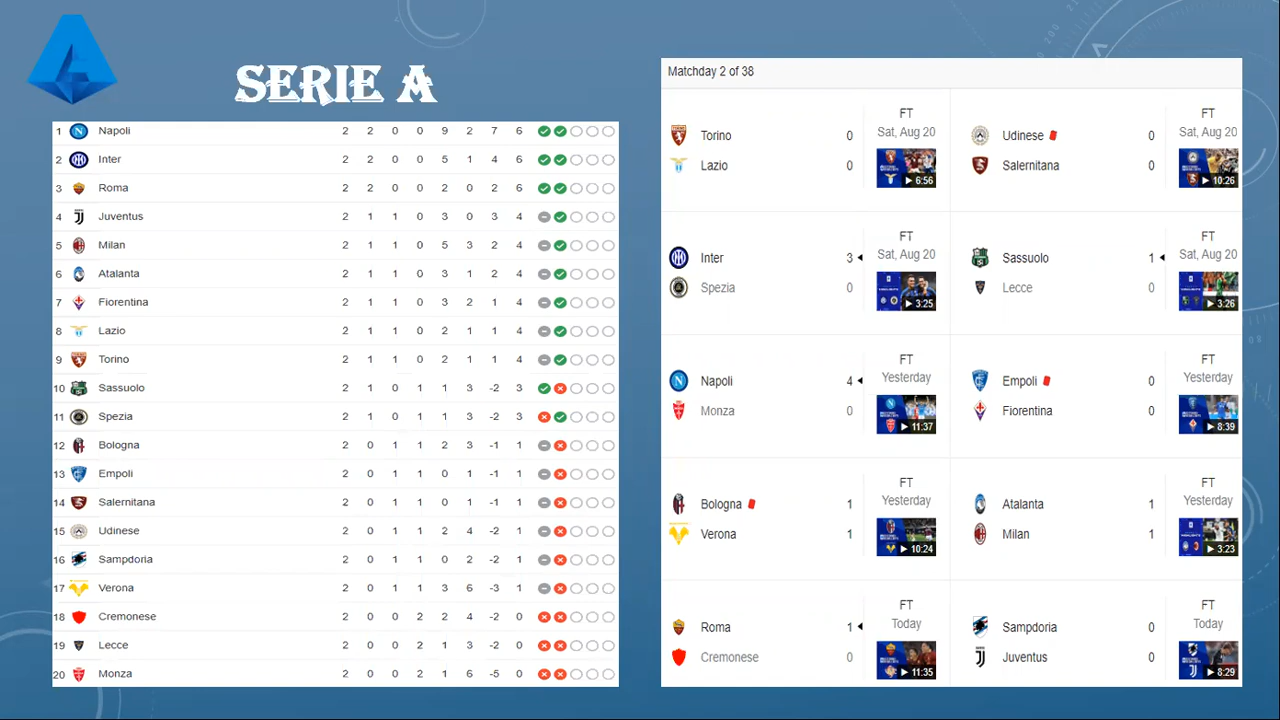 SERIE A
1 Napoli 2 2 0 0 9 2 7 6
2 Inter 2 2 0 0 5 1 4 6
3 Roma 2 2 0 0 2 0 2 6
4 Juventus 2 1 1 0 3 0 3 4
5 Milan 2 1 1 0 5 3 2 4
6 Atalanta 2 1 1 0 3 1 2 4
7 Fiorentina 2 1 1 0 3 2 1 4
8 Lazio 2 1 1 0 2 1 1 4
9 Torino 2 1 1 0 2 1 1 4
10 Sassuolo 2 1 0 1 1 3 -2 3
11 Spezia 2 1 0 1 1 3 -2 3
12 Bologna 2 0 1 1 2 3 -1 1
13 Empoli 2 0 1 1 0 1 -1 1
14 Salernitana 2 0 1 1 0 1 -1 1
15 Udinese 2 0 1 1 2 4 -2 1
16 Sampdoria 2 0 1 1 0 2 -2 1
17 Verona 2 0 1 1 3 6 -3 1
18 Cremonese 2 0 0 2 2 4 -2 0
19 Lecce 2 0 0 2 1 3 -2 0
20 Monza 2 0 0 2 1 6 -5 0
Matchday 2 of 38
FT
Sat, Aug 20
Torino 0
Lazio 0
6:56
FT
Sat, Aug 20
Udinese 0
Salernitana 0
10:26
FT
Sat, Aug 20
Inter 3
Spezia 0
3:25
FT
Sat, Aug 20
Sassuolo 1
Lecce 0
3:26
FT
Yesterday
Napoli 4
Monza 0
11:37
FT
Yesterday
Empoli 0
Fiorentina 0
8:39
FT
Yesterday
Bologna 1
Verona 1
10:24
FT
Yesterday
Atalanta 1
Milan 1
3:23
FT
Today
Roma 1
Cremonese 0
11:35
FT
Today
Sampdoria 0
Juventus 0
8:29